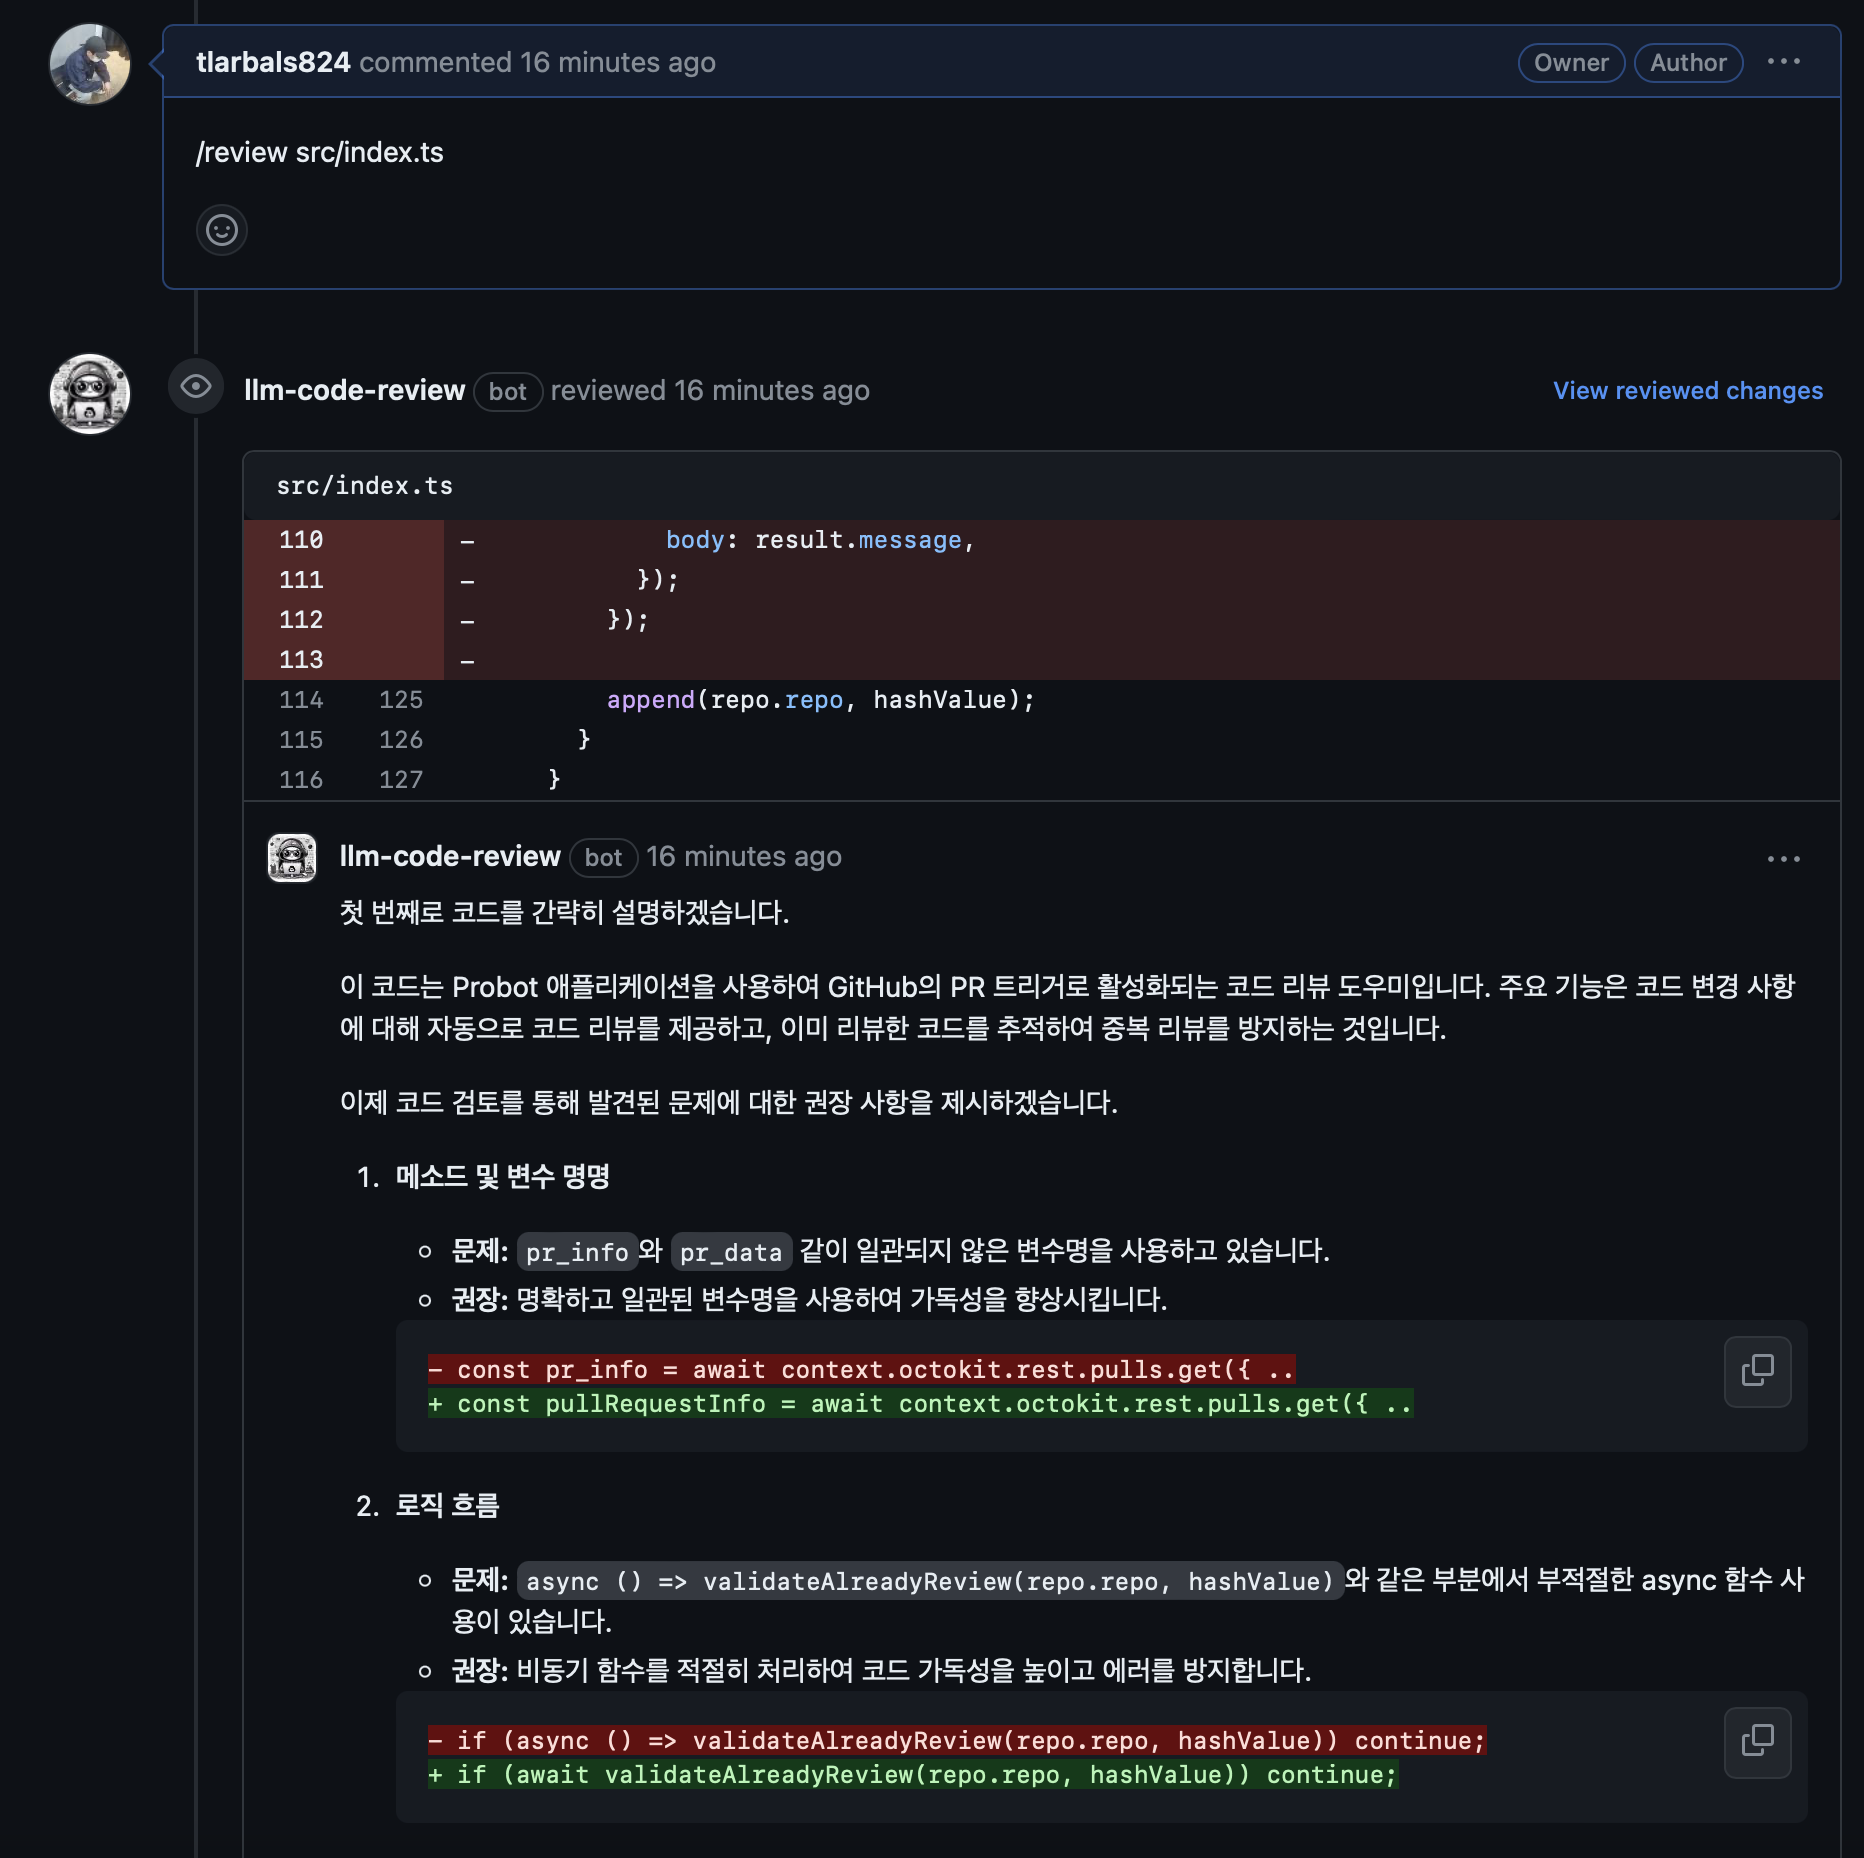 tlarbals824 commented 16 minutes ago Owner Author ···
/review src/index.ts
llm-code-review bot reviewed 16 minutes ago View reviewed changes
src/index.ts
110 - body: result.message,
111 - });
112 - });
113 -
114 125 append(repo.repo, hashValue);
115 126 }
116 127 }
llm-code-review bot 16 minutes ago ···
첫 번째로 코드를 간략히 설명하겠습니다.
이 코드는 Probot 애플리케이션을 사용하여 GitHub의 PR 트리거로 활성화되는 코드 리뷰 도우미입니다. 주요 기능은 코드 변경 사항
에 대해 자동으로 코드 리뷰를 제공하고, 이미 리뷰한 코드를 추적하여 중복 리뷰를 방지하는 것입니다.
이제 코드 검토를 통해 발견된 문제에 대한 권장 사항을 제시하겠습니다.
1. 메소드 및 변수 명명
문제: pr_info와 pr_data 같이 일관되지 않은 변수명을 사용하고 있습니다.
권장: 명확하고 일관된 변수명을 사용하여 가독성을 향상시킵니다.
- const pr_info = await context.octokit.rest.pulls.get({ ..
+ const pullRequestInfo = await context.octokit.rest.pulls.get({ ..
2. 로직 흐름
문제: async () => validateAlreadyReview(repo.repo, hashValue)와 같은 부분에서 부적절한 async 함수 사
용이 있습니다.
권장: 비동기 함수를 적절히 처리하여 코드 가독성을 높이고 에러를 방지합니다.
- if (async () => validateAlreadyReview(repo.repo, hashValue)) continue;
+ if (await validateAlreadyReview(repo.repo, hashValue)) continue;